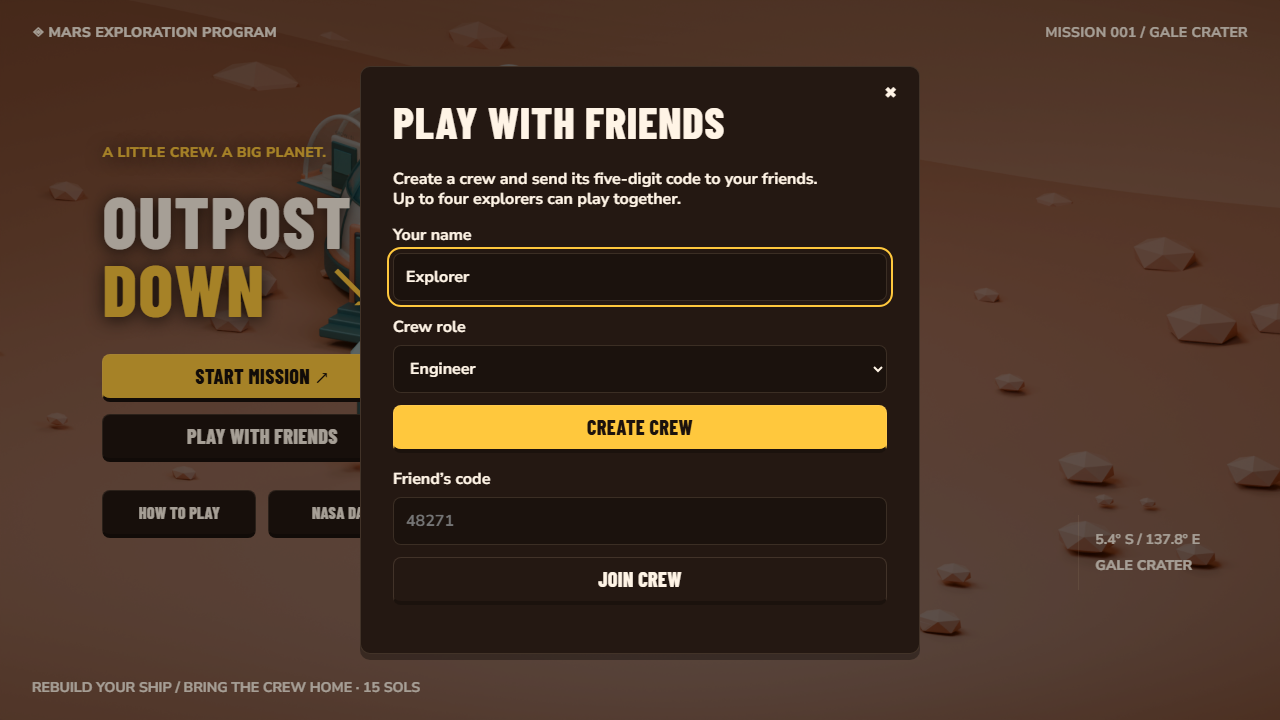 ◈ MARS EXPLORATION PROGRAM
MISSION 001 / GALE CRATER
A LITTLE CREW. A BIG PLANET.
OUTPOST
DOWN
START MISSION ↗
PLAY WITH FRIENDS
HOW TO PLAY
NASA
✖
PLAY WITH FRIENDS
Create a crew and send its five-digit code to your friends.
Up to four explorers can play together.
Your name
Explorer
Crew role
Engineer
CREATE CREW
Friend's code
48271
JOIN CREW
5.4° S / 137.8° E
GALE CRATER
REBUILD YOUR SHIP / BRING THE CREW HOME · 15 SOLS